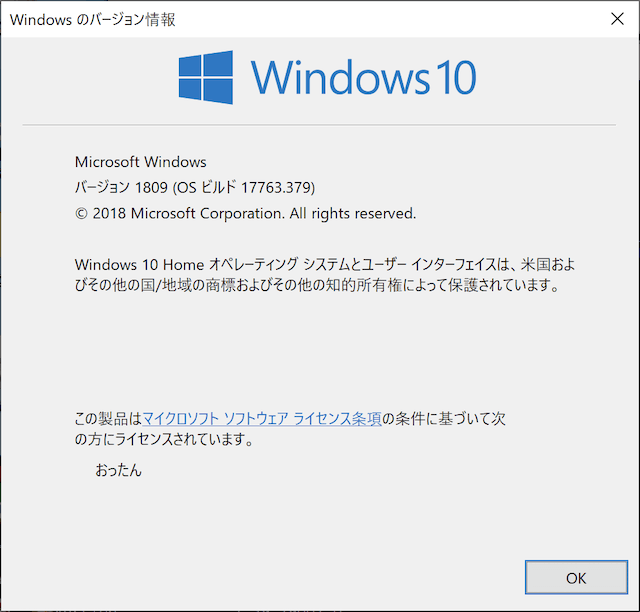 Windows のバージョン情報
Windows 10
Microsoft Windows
バージョン 1809 (OS ビルド 17763.379)
© 2018 Microsoft Corporation. All rights reserved.
Windows 10 Home オペレーティング システムとユーザー インターフェイスは、米国およ
びその他の国/地域の商標およびその他の知的所有権によって保護されています。
この製品はマイクロソフト ソフトウェア ライセンス条項の条件に基づいて次
の方にライセンスされています。
おったん
OK